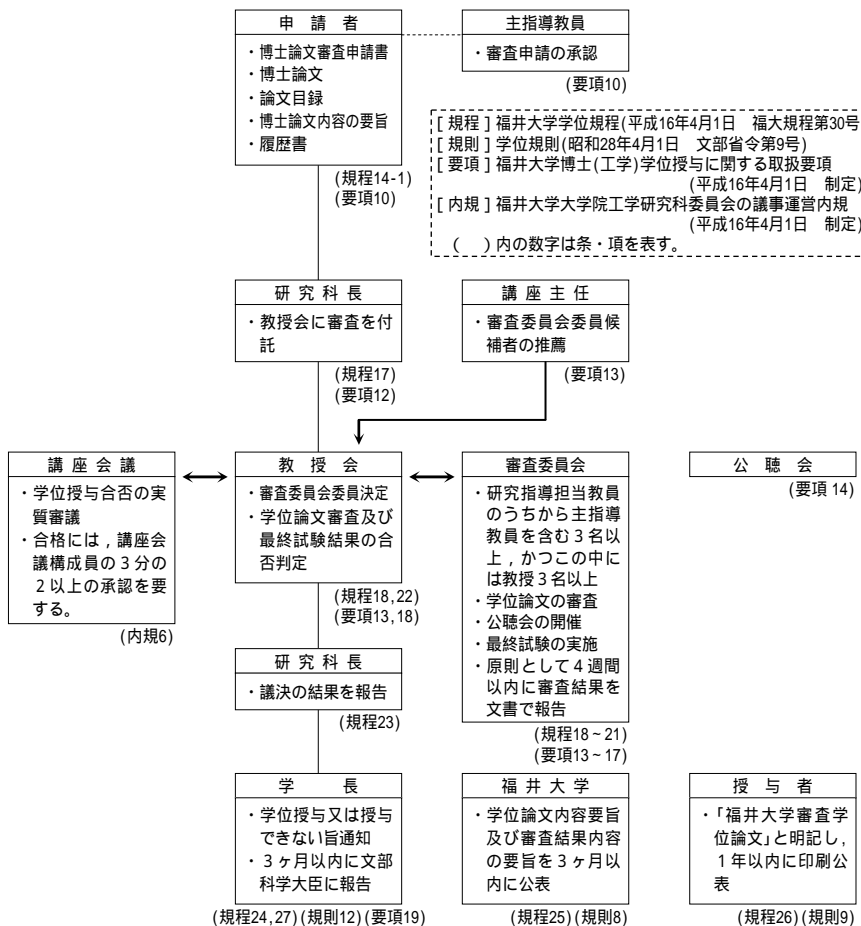 申請者
・博士論文審査申請書
・博士論文
・論文目録
・博士論文内容の要旨
・履歴書
(規程14-1)
(要項10)
主指導教員
・審査申請の承認
(要項10)
[ 規程 ] 福井大学学位規程(平成16年4月1日　福大規程第30号
[ 規則 ] 学位規則(昭和28年4月1日　文部省令第9号)
[ 要項 ] 福井大学博士(工学)学位授与に関する取扱要項
(平成16年4月1日　制定)
[ 内規 ] 福井大学大学院工学研究科委員会の議事運営内規
(平成16年4月1日　制定)
(　) 内の数字は条・項を表す。
研究科長
・教授会に審査を付
託
(規程17)
(要項12)
講座主任
・審査委員会委員候
補者の推薦
(要項13)
講座会議
・学位授与合否の実
質審議
・合格には，講座会
議構成員の３分の
２以上の承認を要
する。
(内規6)
教授会
・審査委員会委員決定
・学位論文審査及び
最終試験結果の合
否判定
(規程18,22)
(要項13,18)
審査委員会
・研究指導担当教員
のうちから主指導
教員を含む３名以
上，かつこの中に
は教授３名以上
・学位論文の審査
・公聴会の開催
・最終試験の実施
・原則として４週間
以内に審査結果を
文書で報告
(規程18～21)
(要項13～17)
公聴会
(要項 14)
研究科長
・議決の結果を報告
(規程23)
学長
・学位授与又は授与
できない旨通知
・３ヶ月以内に文部
科学大臣に報告
(規程24,27) (規則12) (要項19)
福井大学
・学位論文内容要旨
及び審査結果内容
の要旨を３ヶ月以
内に公表
(規程25) (規則8)
授与者
・「福井大学審査学
位論文」と明記し，
１年以内に印刷公
表
(規程26) (規則9)